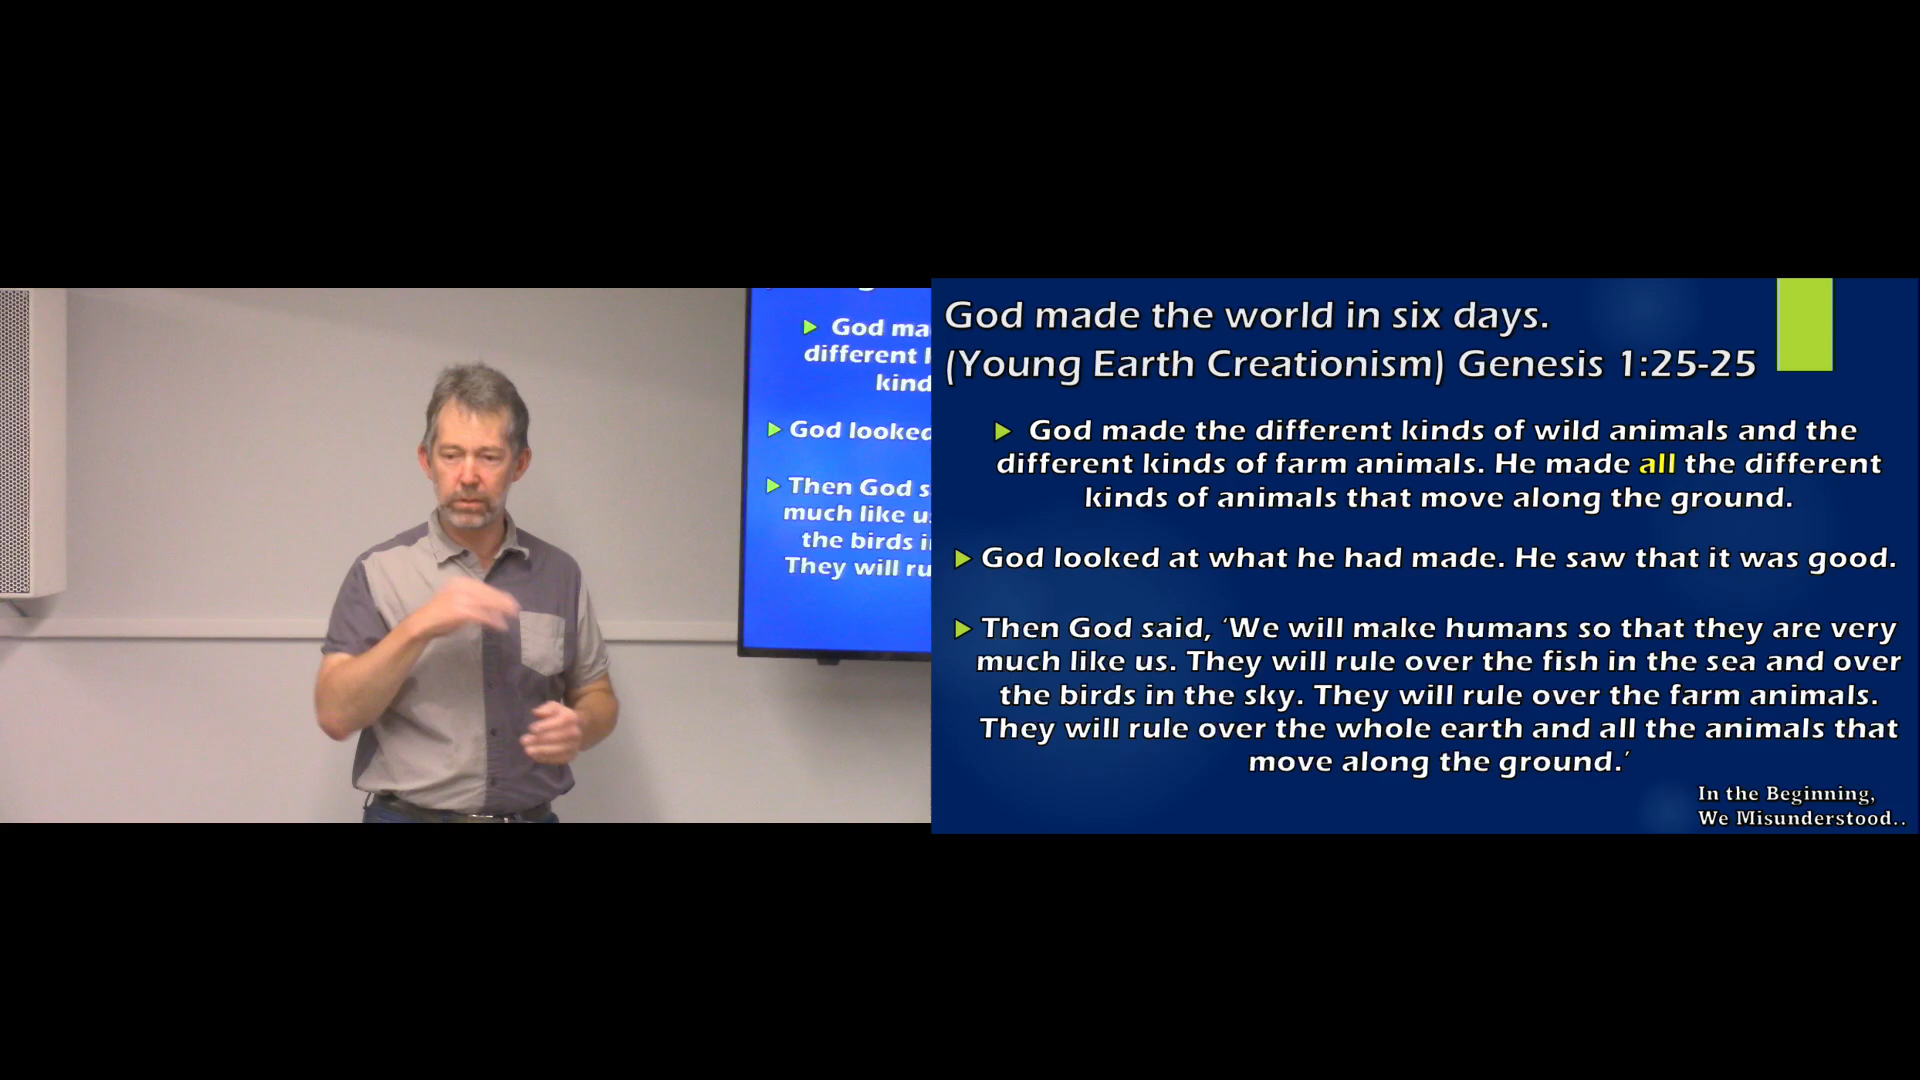 God ma
different k
kind
God looked
Then God s
much like us
the birds i
They will ru
God made the world in six days.
(Young Earth Creationism) Genesis 1:25-25
God made the different kinds of wild animals and the
different kinds of farm animals. He made all the different
kinds of animals that move along the ground.
God looked at what he had made. He saw that it was good.
Then God said, ‘We will make humans so that they are very
much like us. They will rule over the fish in the sea and over
the birds in the sky. They will rule over the farm animals.
They will rule over the whole earth and all the animals that
move along the ground.’
In the Beginning,
We Misunderstood..